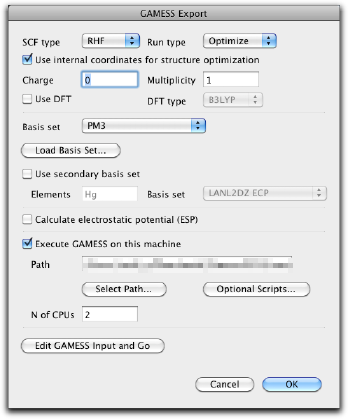 GAMESS Export
SCF type RHF Run type Optimize
Use internal coordinates for structure optimization
Charge 0 Multiplicity 1
Use DFT DFT type B3LYP
Basis set PM3
Load Basis Set...
Use secondary basis set
Elements Hg Basis set LANL2DZ ECP
Calculate electrostatic potential (ESP)
Execute GAMESS on this machine
Path
Select Path... Optional Scripts...
N of CPUs 2
Edit GAMESS Input and Go
Cancel OK